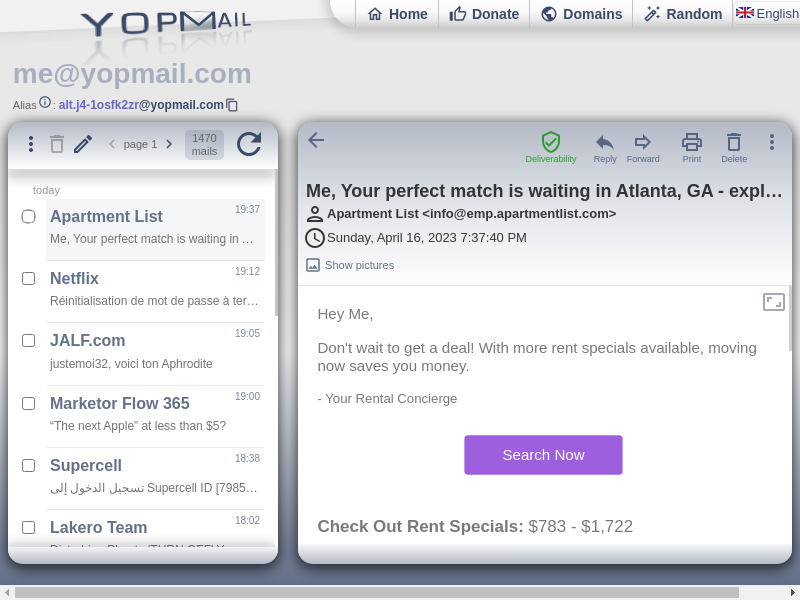 YOPMAIL
Home
Donate
Domains
Random
English
me@yopmail.com
Alias : alt.j4-1osfk2zr@yopmail.com
page 1
1470
mails
today
Apartment List
19:37
Me, Your perfect match is waiting in …
Netflix
19:12
Réinitialisation de mot de passe à ter…
JALF.com
19:05
justemoi32, voici ton Aphrodite
Marketor Flow 365
19:00
“The next Apple” at less than $5?
Supercell
18:38
تسجيل الدخول إلى Supercell ID [7985…
Lakero Team
18:02
Deliverability
Reply
Forward
Print
Delete
Me, Your perfect match is waiting in Atlanta, GA - expl…
Apartment List <info@emp.apartmentlist.com>
Sunday, April 16, 2023 7:37:40 PM
Show pictures
Hey Me,
Don't wait to get a deal! With more rent specials available, moving
now saves you money.
- Your Rental Concierge
Search Now
Check Out Rent Specials: $783 - $1,722